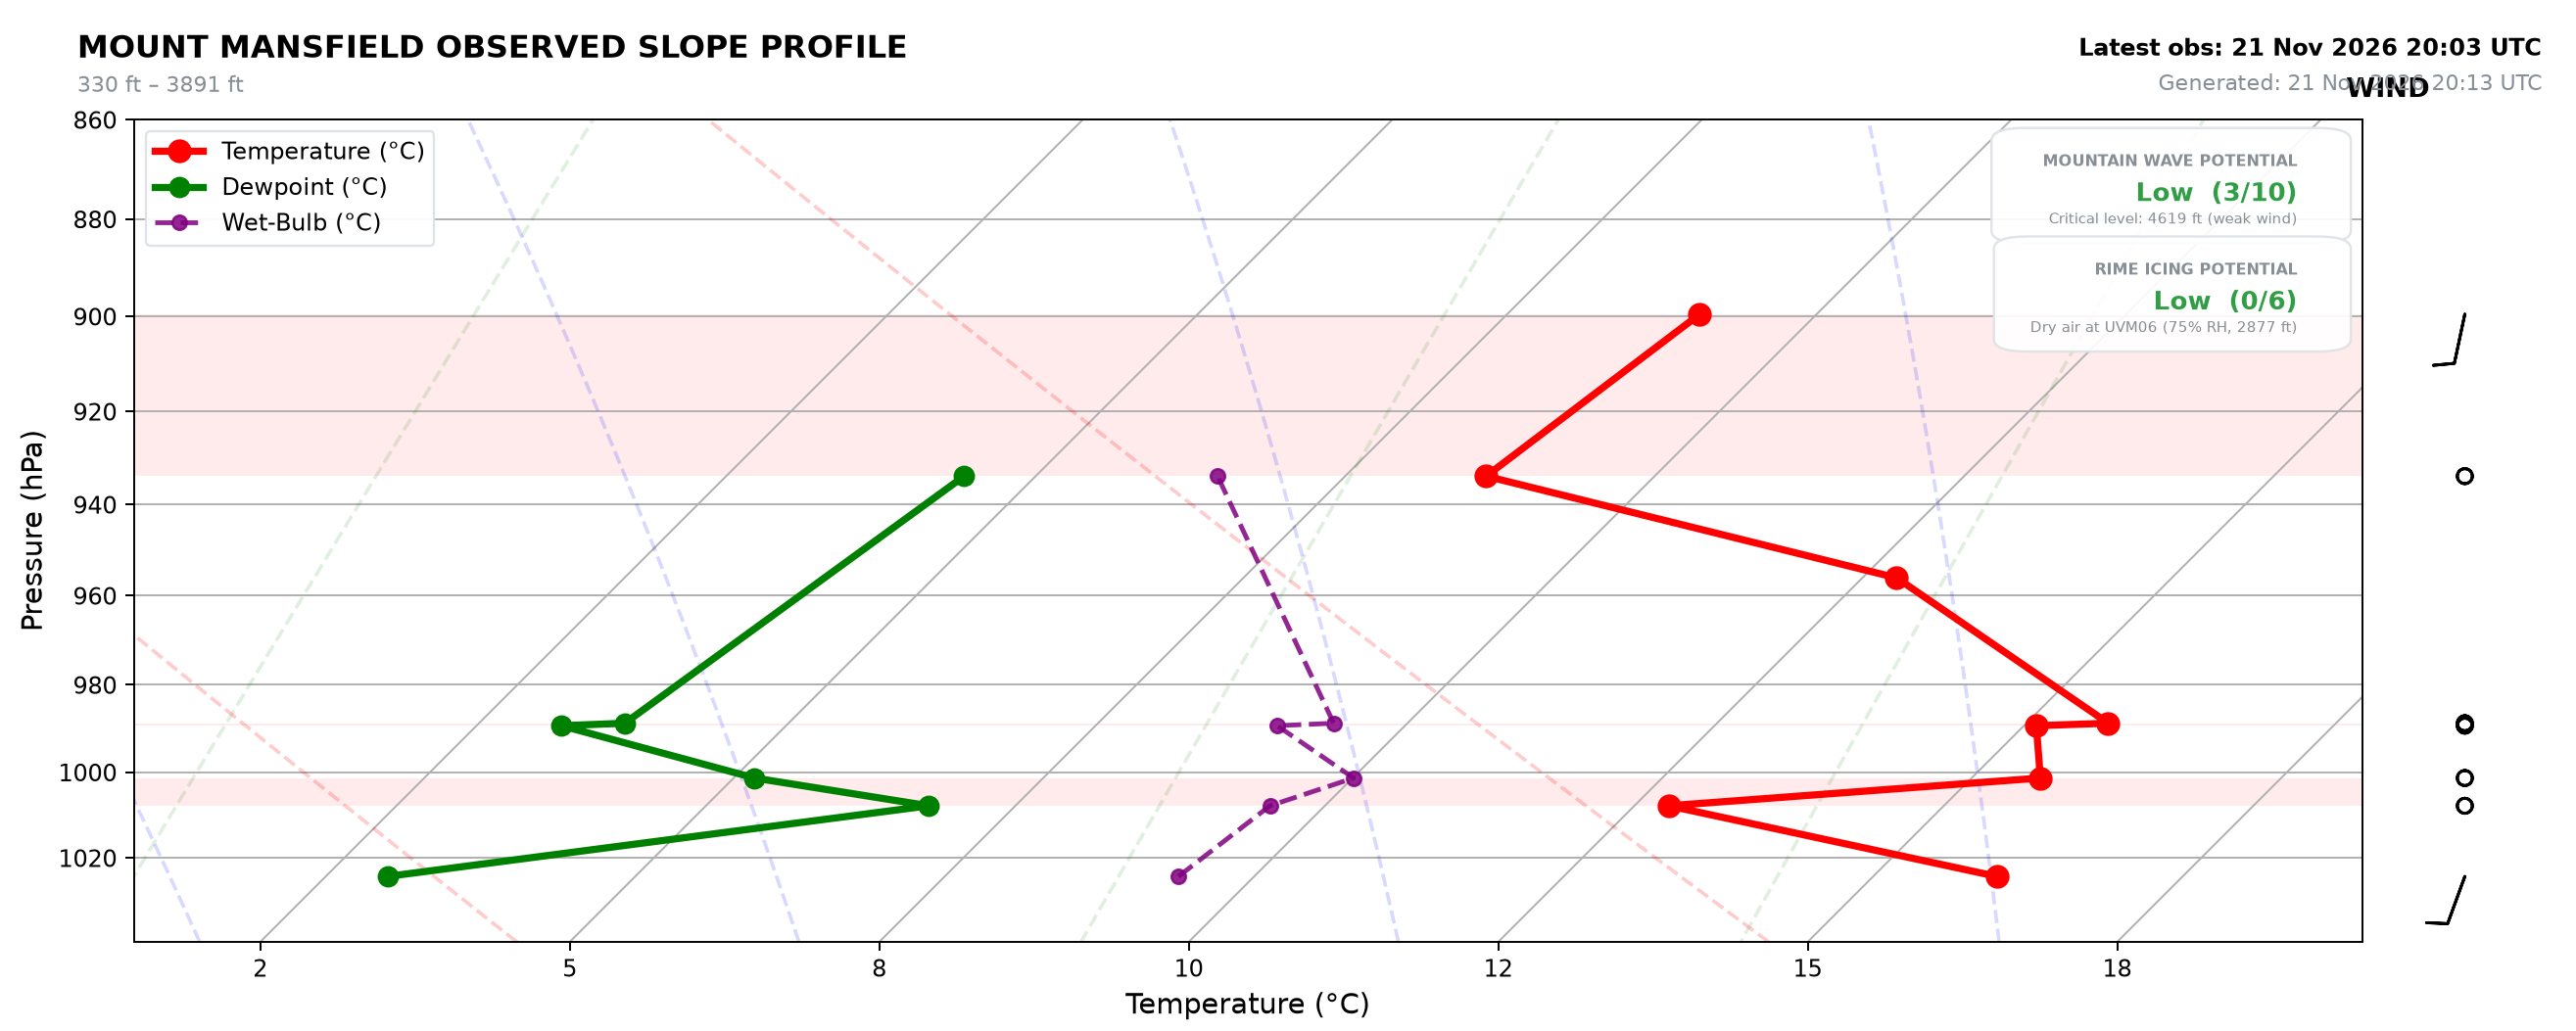 MOUNT MANSFIELD OBSERVED SLOPE PROFILE
330 ft – 3891 ft
Latest obs: 21 Nov 2026 20:03 UTC
Generated: 21 Nov 2026 20:13 UTC
WIND
Temperature (°C)
Dewpoint (°C)
Wet-Bulb (°C)
MOUNTAIN WAVE POTENTIAL
Low (3/10)
Critical level: 4619 ft (weak wind)
RIME ICING POTENTIAL
Low (0/6)
Dry air at UVM06 (75% RH, 2877 ft)
Pressure (hPa)
860
880
900
920
940
960
980
1000
1020
2 5 8 10 12 15 18
Temperature (°C)